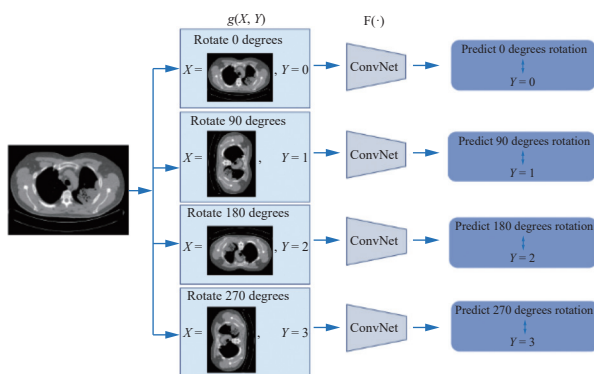 g(X, Y)
F(·)
Rotate 0 degrees
X = , Y = 0
ConvNet
Predict 0 degrees rotation
Y = 0
Rotate 90 degrees
X = , Y = 1
ConvNet
Predict 90 degrees rotation
Y = 1
Rotate 180 degrees
X = , Y = 2
ConvNet
Predict 180 degrees rotation
Y = 2
Rotate 270 degrees
X = , Y = 3
ConvNet
Predict 270 degrees rotation
Y = 3